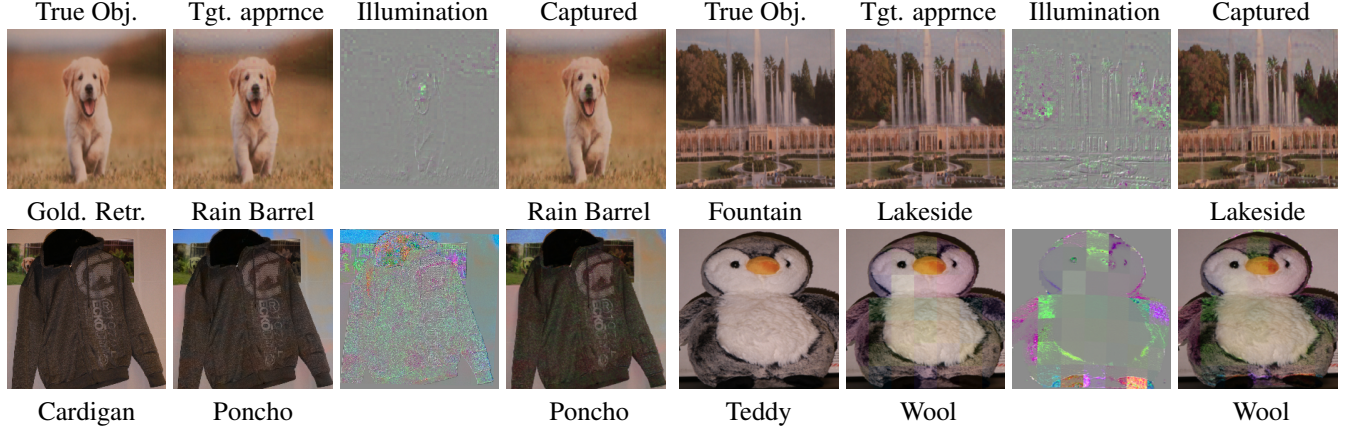 True Obj. Tgt. apprnce Illumination Captured True Obj. Tgt. apprnce Illumination Captured
Gold. Retr. Rain Barrel Rain Barrel Fountain Lakeside Lakeside
Cardigan Poncho Poncho Teddy Wool Wool